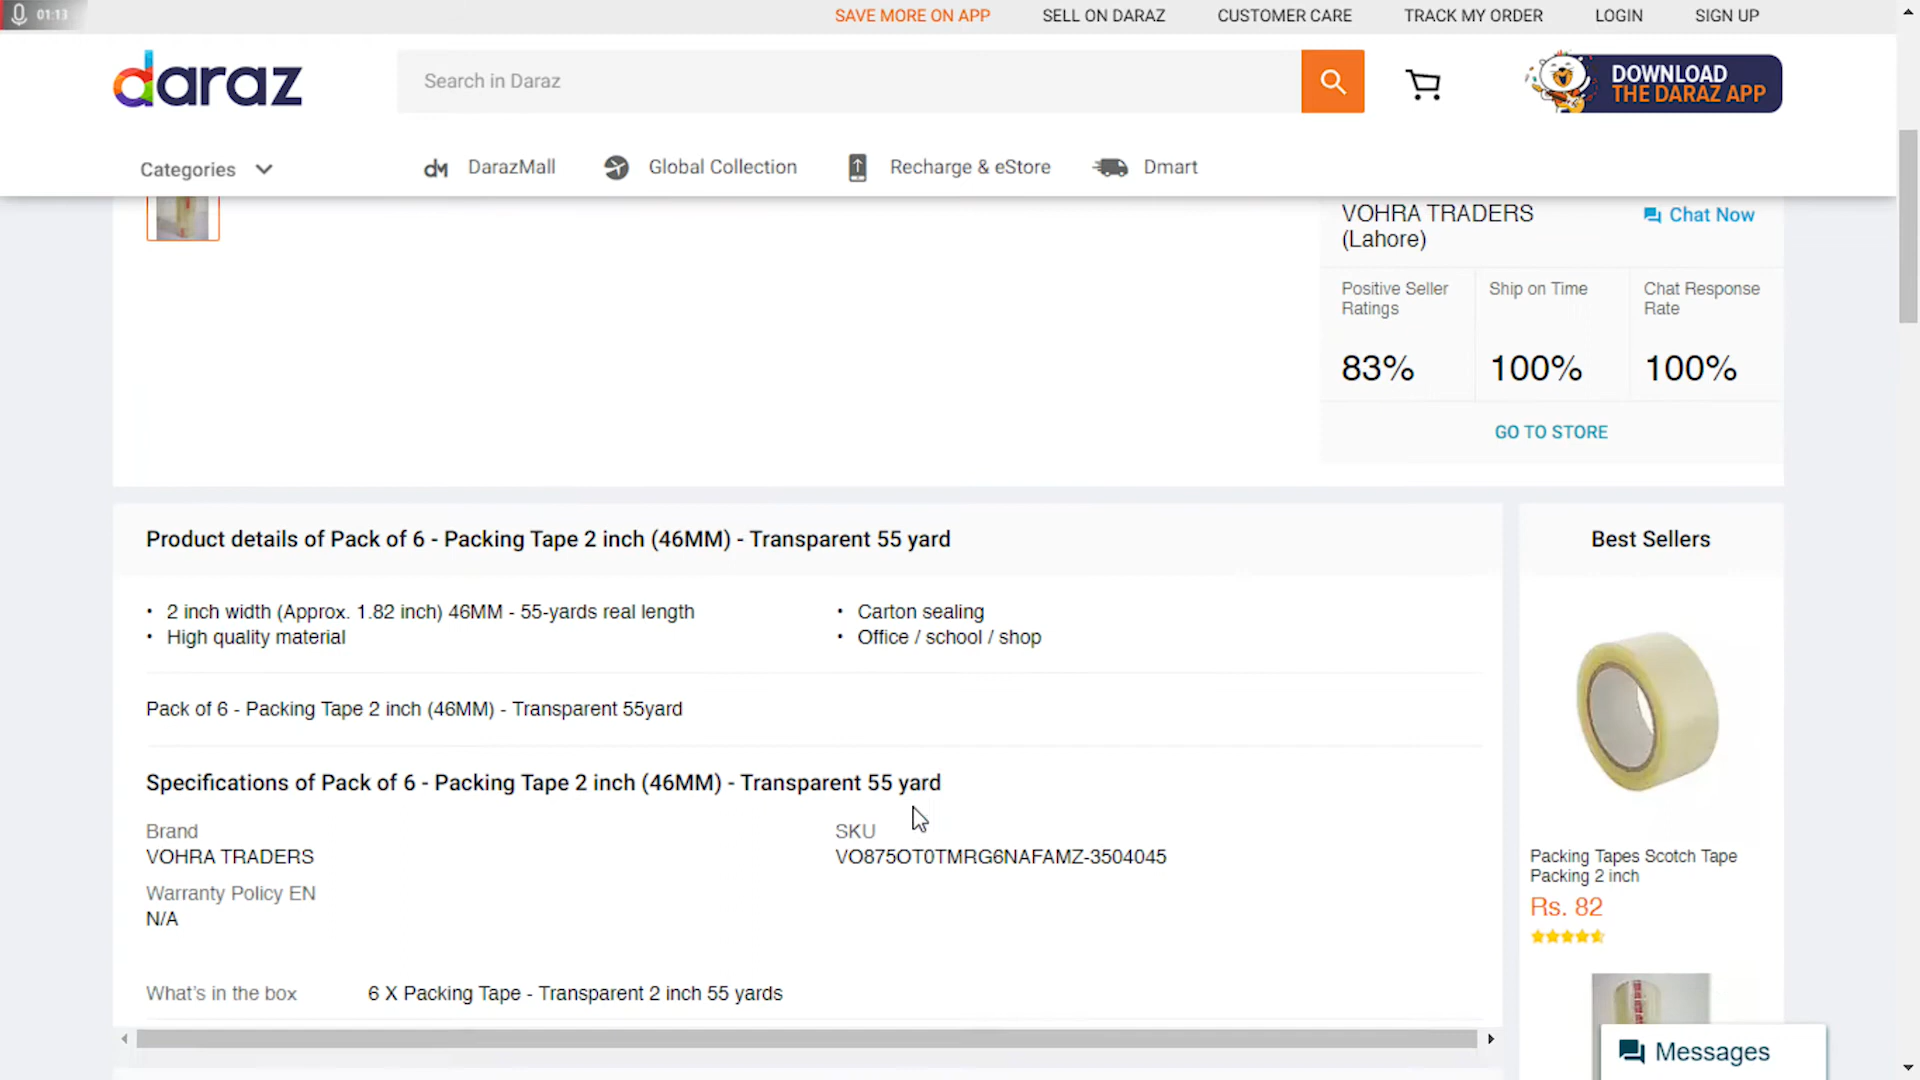 01:13
SAVE MORE ON APP
SELL ON DARAZ
CUSTOMER CARE
TRACK MY ORDER
LOGIN
SIGN UP
daraz
Search in Daraz
DOWNLOAD
THE DARAZ APP
Categories
DarazMall
Global Collection
Recharge & eStore
Dmart
VOHRA TRADERS
(Lahore)
Chat Now
Positive Seller
Ratings
83%
Ship on Time
100%
Chat Response
Rate
100%
GO TO STORE
Product details of Pack of 6 - Packing Tape 2 inch (46MM) - Transparent 55 yard
• 2 inch width (Approx. 1.82 inch) 46MM - 55-yards real length
• High quality material
• Carton sealing
• Office / school / shop
Pack of 6 - Packing Tape 2 inch (46MM) - Transparent 55yard
Specifications of Pack of 6 - Packing Tape 2 inch (46MM) - Transparent 55 yard
Brand
VOHRA TRADERS
SKU
VO875OT0TMRG6NAFAMZ-3504045
Warranty Policy EN
N/A
What's in the box
6 X Packing Tape - Transparent 2 inch 55 yards
Best Sellers
Packing Tapes Scotch Tape
Packing 2 inch
Rs. 82
Messages